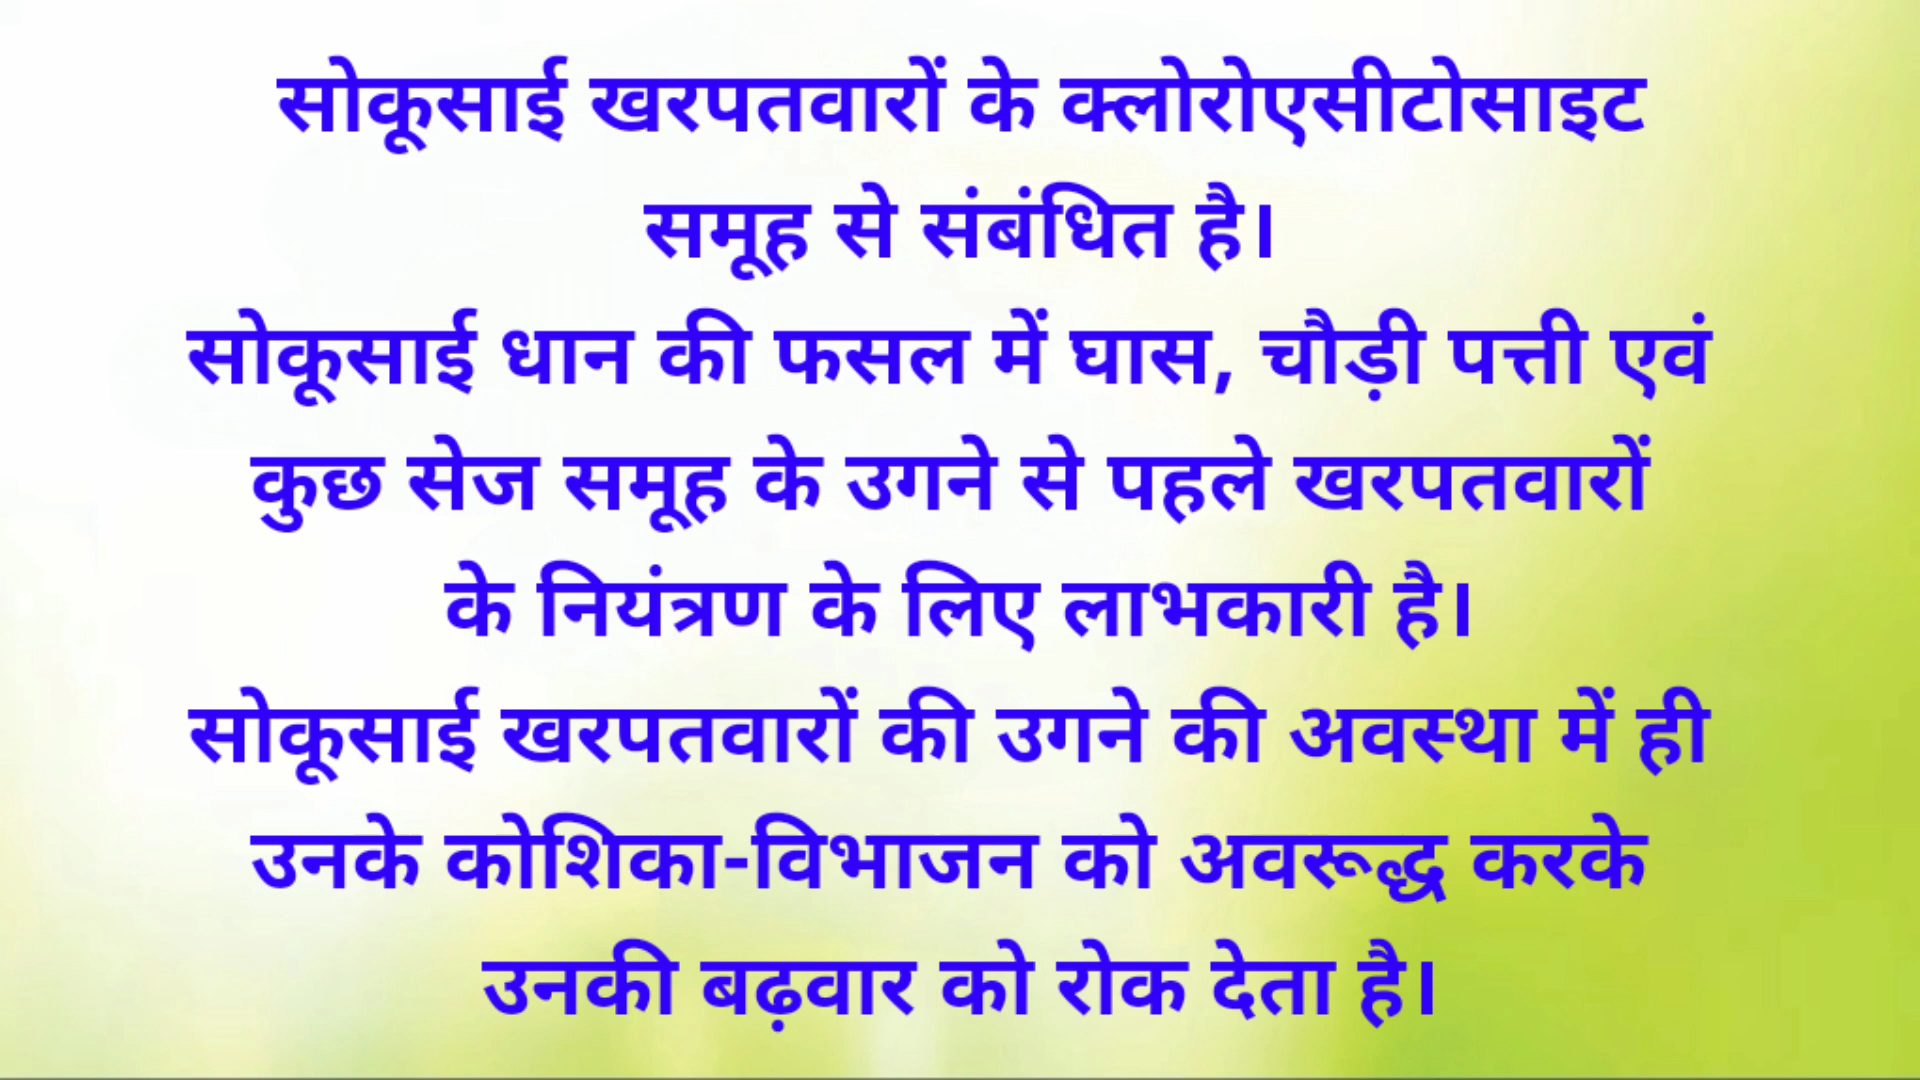 सोकूसाई खरपतवारों के क्लोरोएसीटोसाइट
समूह से संबंधित है।
सोकूसाई धान की फसल में घास, चौड़ी पत्ती एवं
कुछ सेज समूह के उगने से पहले खरपतवारों
के नियंत्रण के लिए लाभकारी है।
सोकूसाई खरपतवारों की उगने की अवस्था में ही
उनके कोशिका-विभाजन को अवरूद्ध करके
उनकी बढ़वार को रोक देता है।